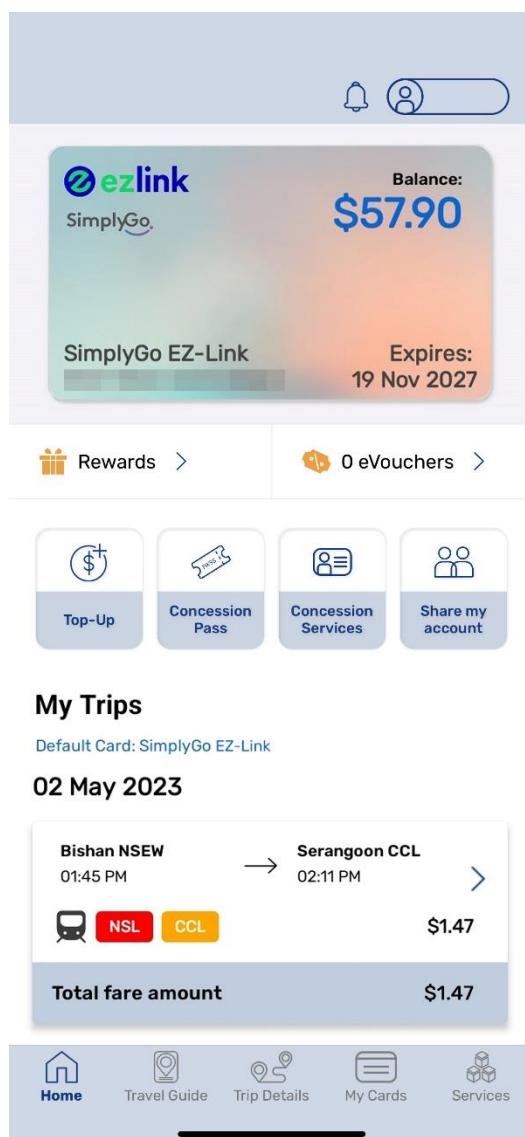 ezlink
SimplyGo.
Balance:
$57.90
SimplyGo EZ-Link
Expires:
19 Nov 2027
Rewards
0 eVouchers
$+
Top-Up
PASS
Concession
Pass
Concession
Services
Share my
account
My Trips
Default Card: SimplyGo EZ-Link
02 May 2023
Bishan NSEW
Serangoon CCL
01:45 PM
02:11 PM
NSL CCL $1.47
Total fare amount $1.47
Home Travel Guide Trip Details My Cards Services